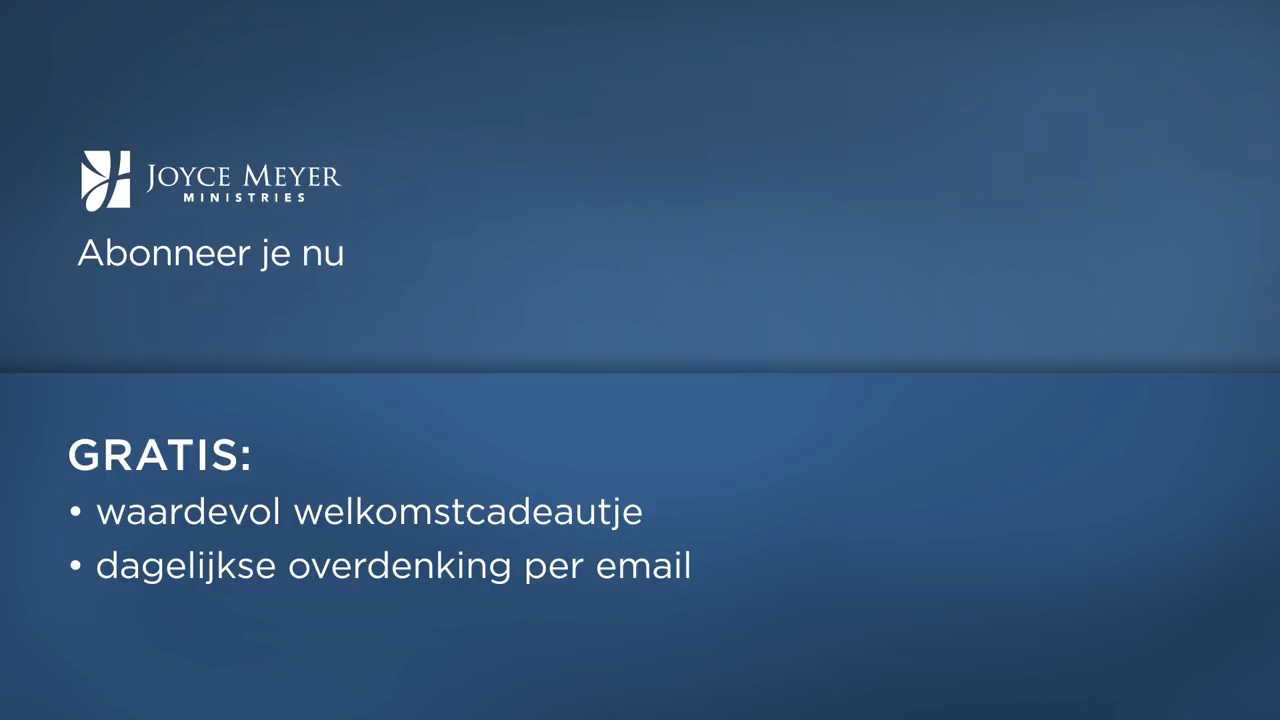 JOYCE MEYER
MINISTRIES
Abonneer je nu
GRATIS:
• waardevol welkomstcadeautje
• dagelijkse overdenking per email